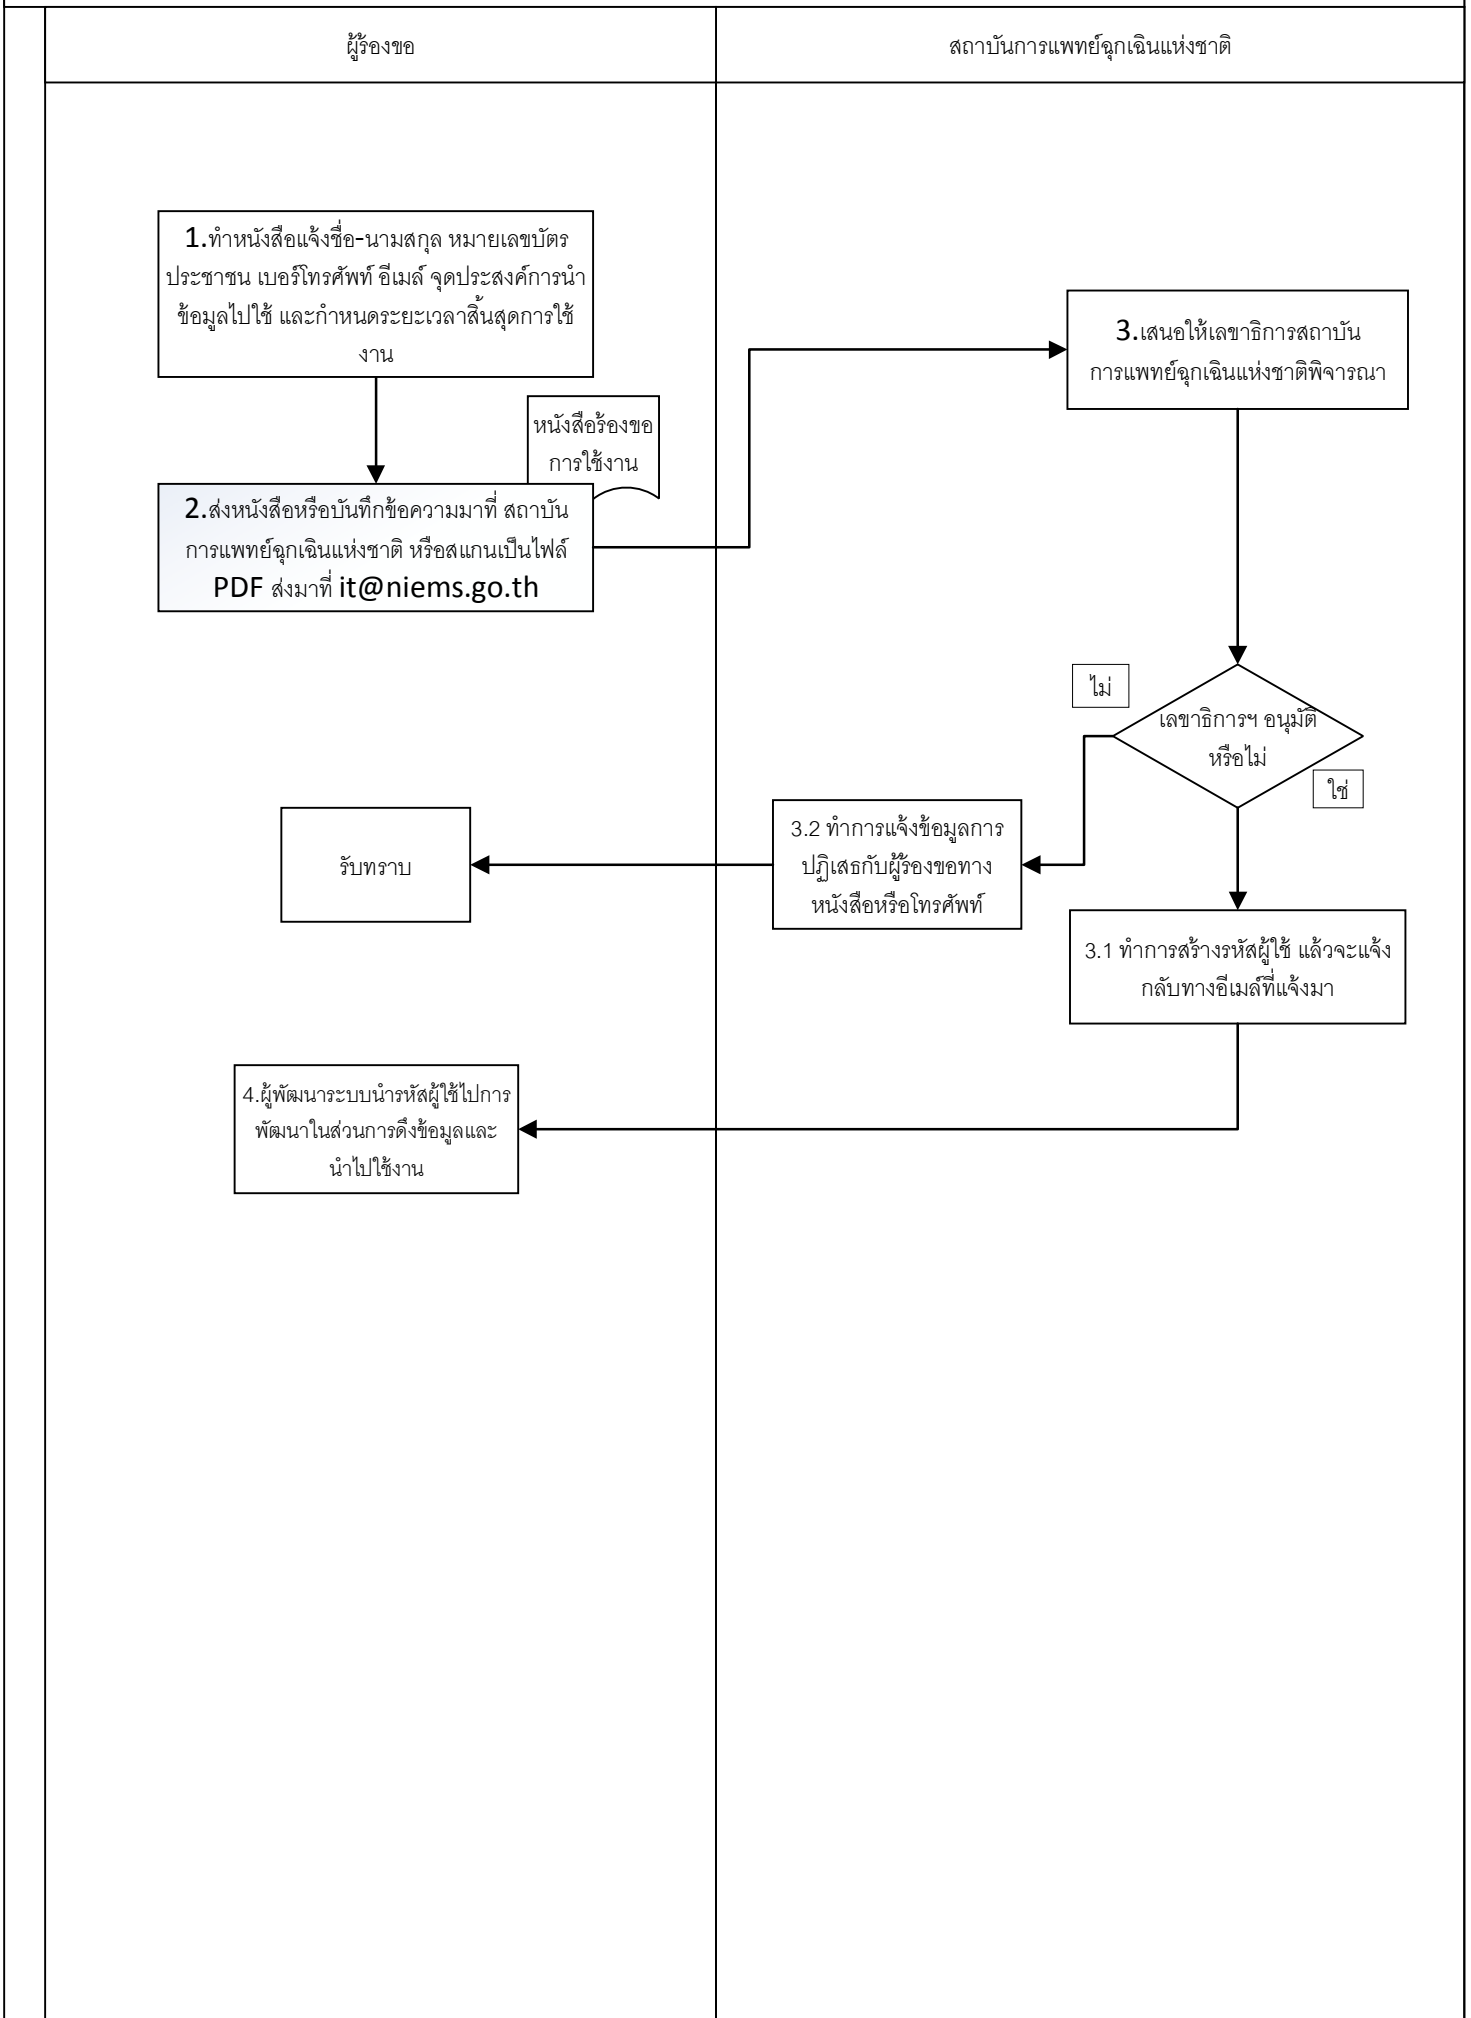 ผู้ร้องขอ
สถาบันการแพทย์ฉุกเฉินแห่งชาติ
1.ทำหนังสือแจ้งชื่อ-นามสกุล หมายเลขบัตร
ประชาชน เบอร์โทรศัพท์ อีเมล์ จุดประสงค์การนำ
ข้อมูลไปใช้ และกำหนดระยะเวลาสิ้นสุดการใช้
งาน
หนังสือร้องขอ
การใช้งาน
2.ส่งหนังสือหรือบันทึกข้อความมาที่ สถาบัน
การแพทย์ฉุกเฉินแห่งชาติ หรือสแกนเป็นไฟล์
PDF ส่งมาที่ it@niems.go.th
3.เสนอให้เลขาธิการสถาบัน
การแพทย์ฉุกเฉินแห่งชาติพิจารณา
ไม่
เลขาธิการฯ อนุมัติ
หรือไม่
ใช่
3.2 ทำการแจ้งข้อมูลการ
ปฏิเสธกับผู้ร้องขอทาง
หนังสือหรือโทรศัพท์
รับทราบ
3.1 ทำการสร้างรหัสผู้ใช้ แล้วจะแจ้ง
กลับทางอีเมล์ที่แจ้งมา
4.ผู้พัฒนาระบบนำรหัสผู้ใช้ไปการ
พัฒนาในส่วนการดึงข้อมูลและ
นำไปใช้งาน